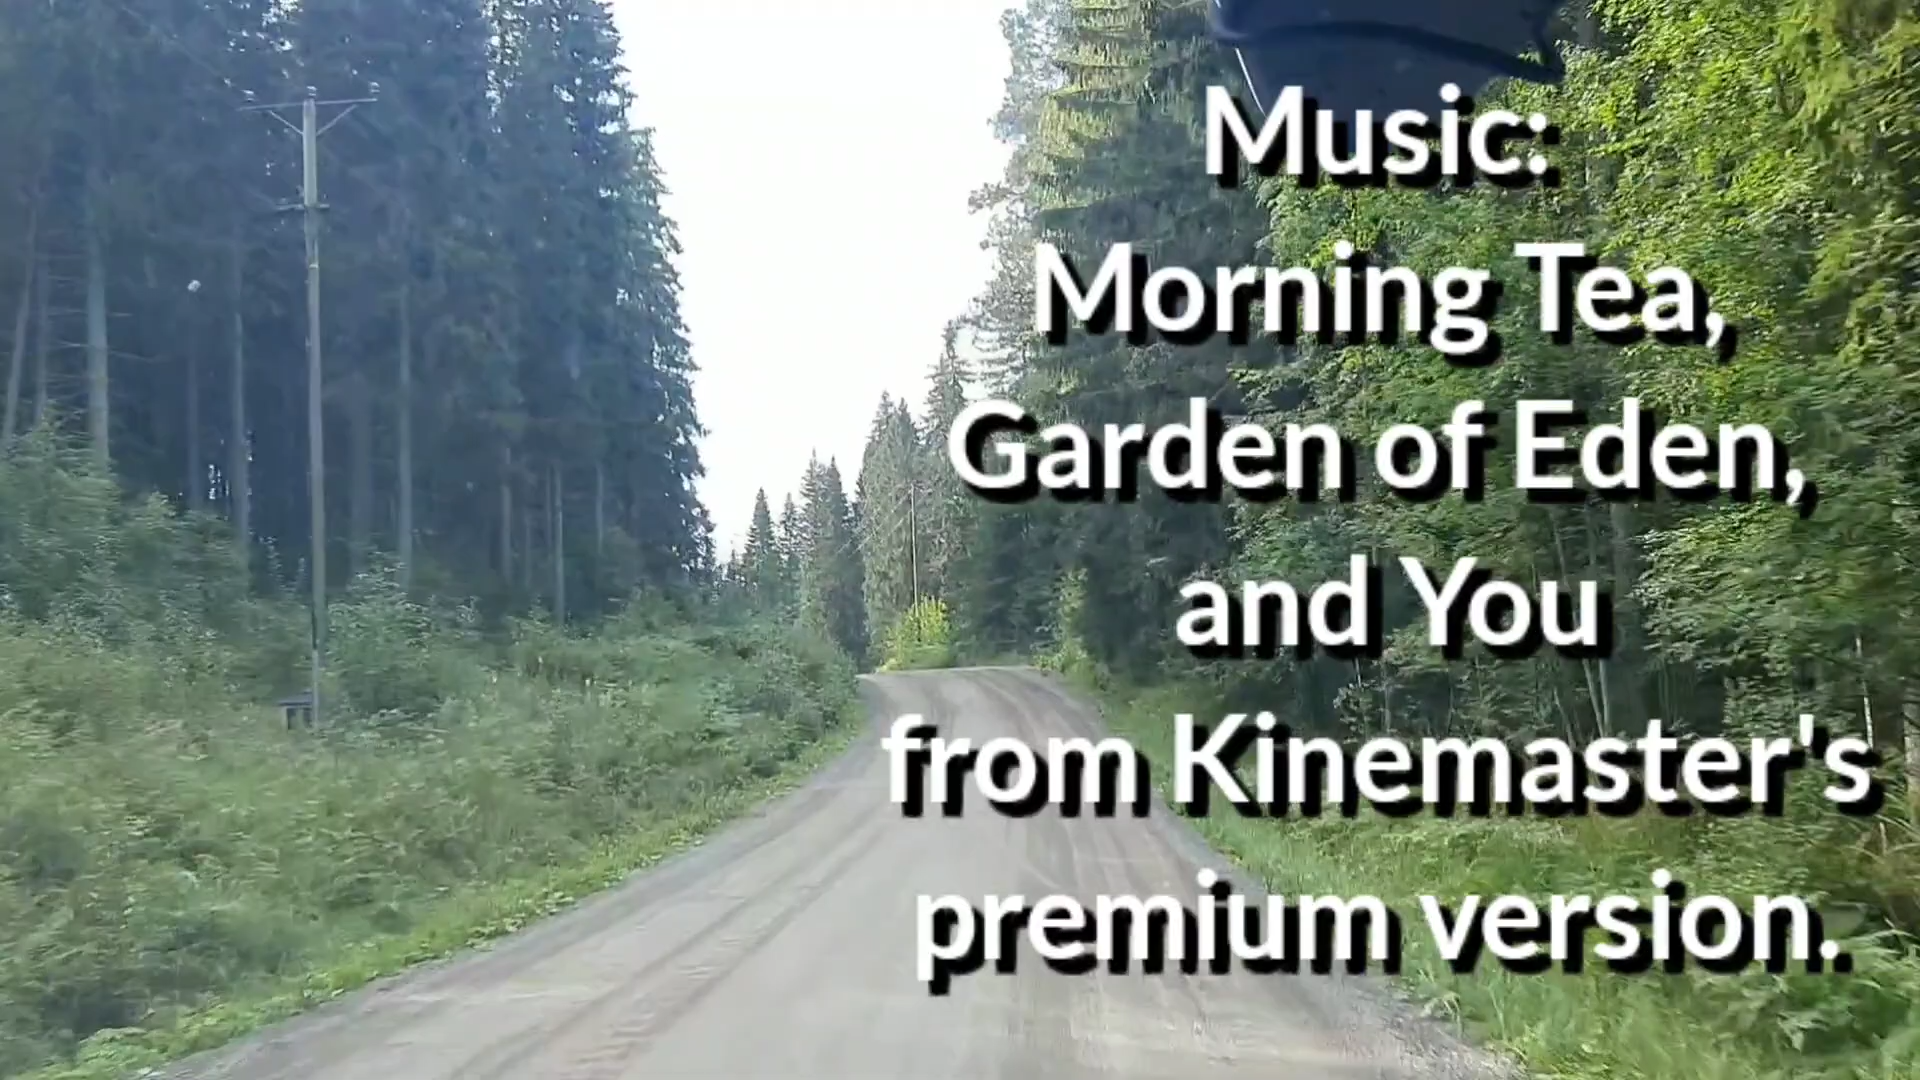 Music:
Morning Tea,
Garden of Eden,
and You
from Kinemaster's
premium version.